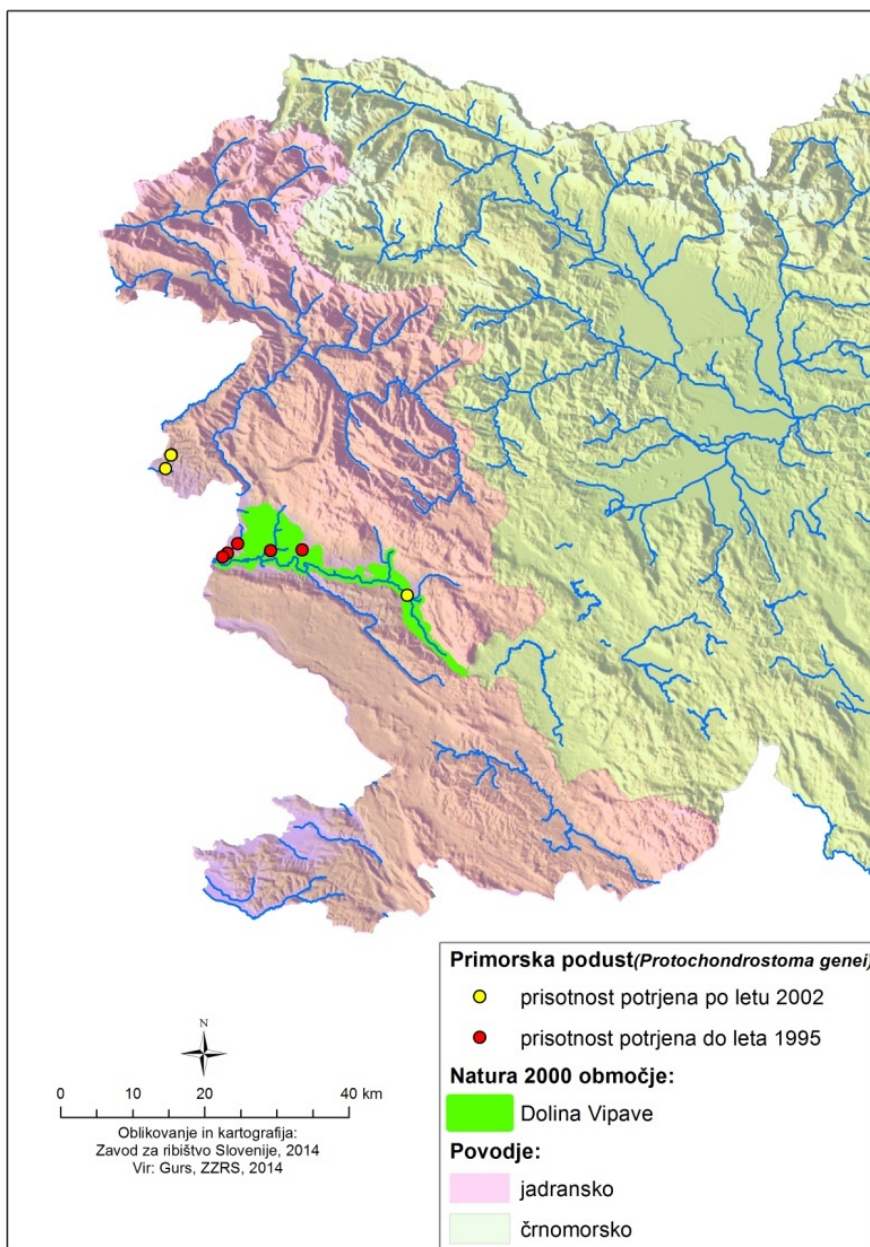 Primorska podust(Protochondrostoma genei)
prisotnost potrjena po letu 2002
prisotnost potrjena do leta 1995
Natura 2000 območje:
Dolina Vipave
Povodje:
jadransko
črnomorsko
N
0 10 20 40 km
Oblikovanje in kartografija:
Zavod za ribištvo Slovenije, 2014
Vir: Gurs, ZZRS, 2014